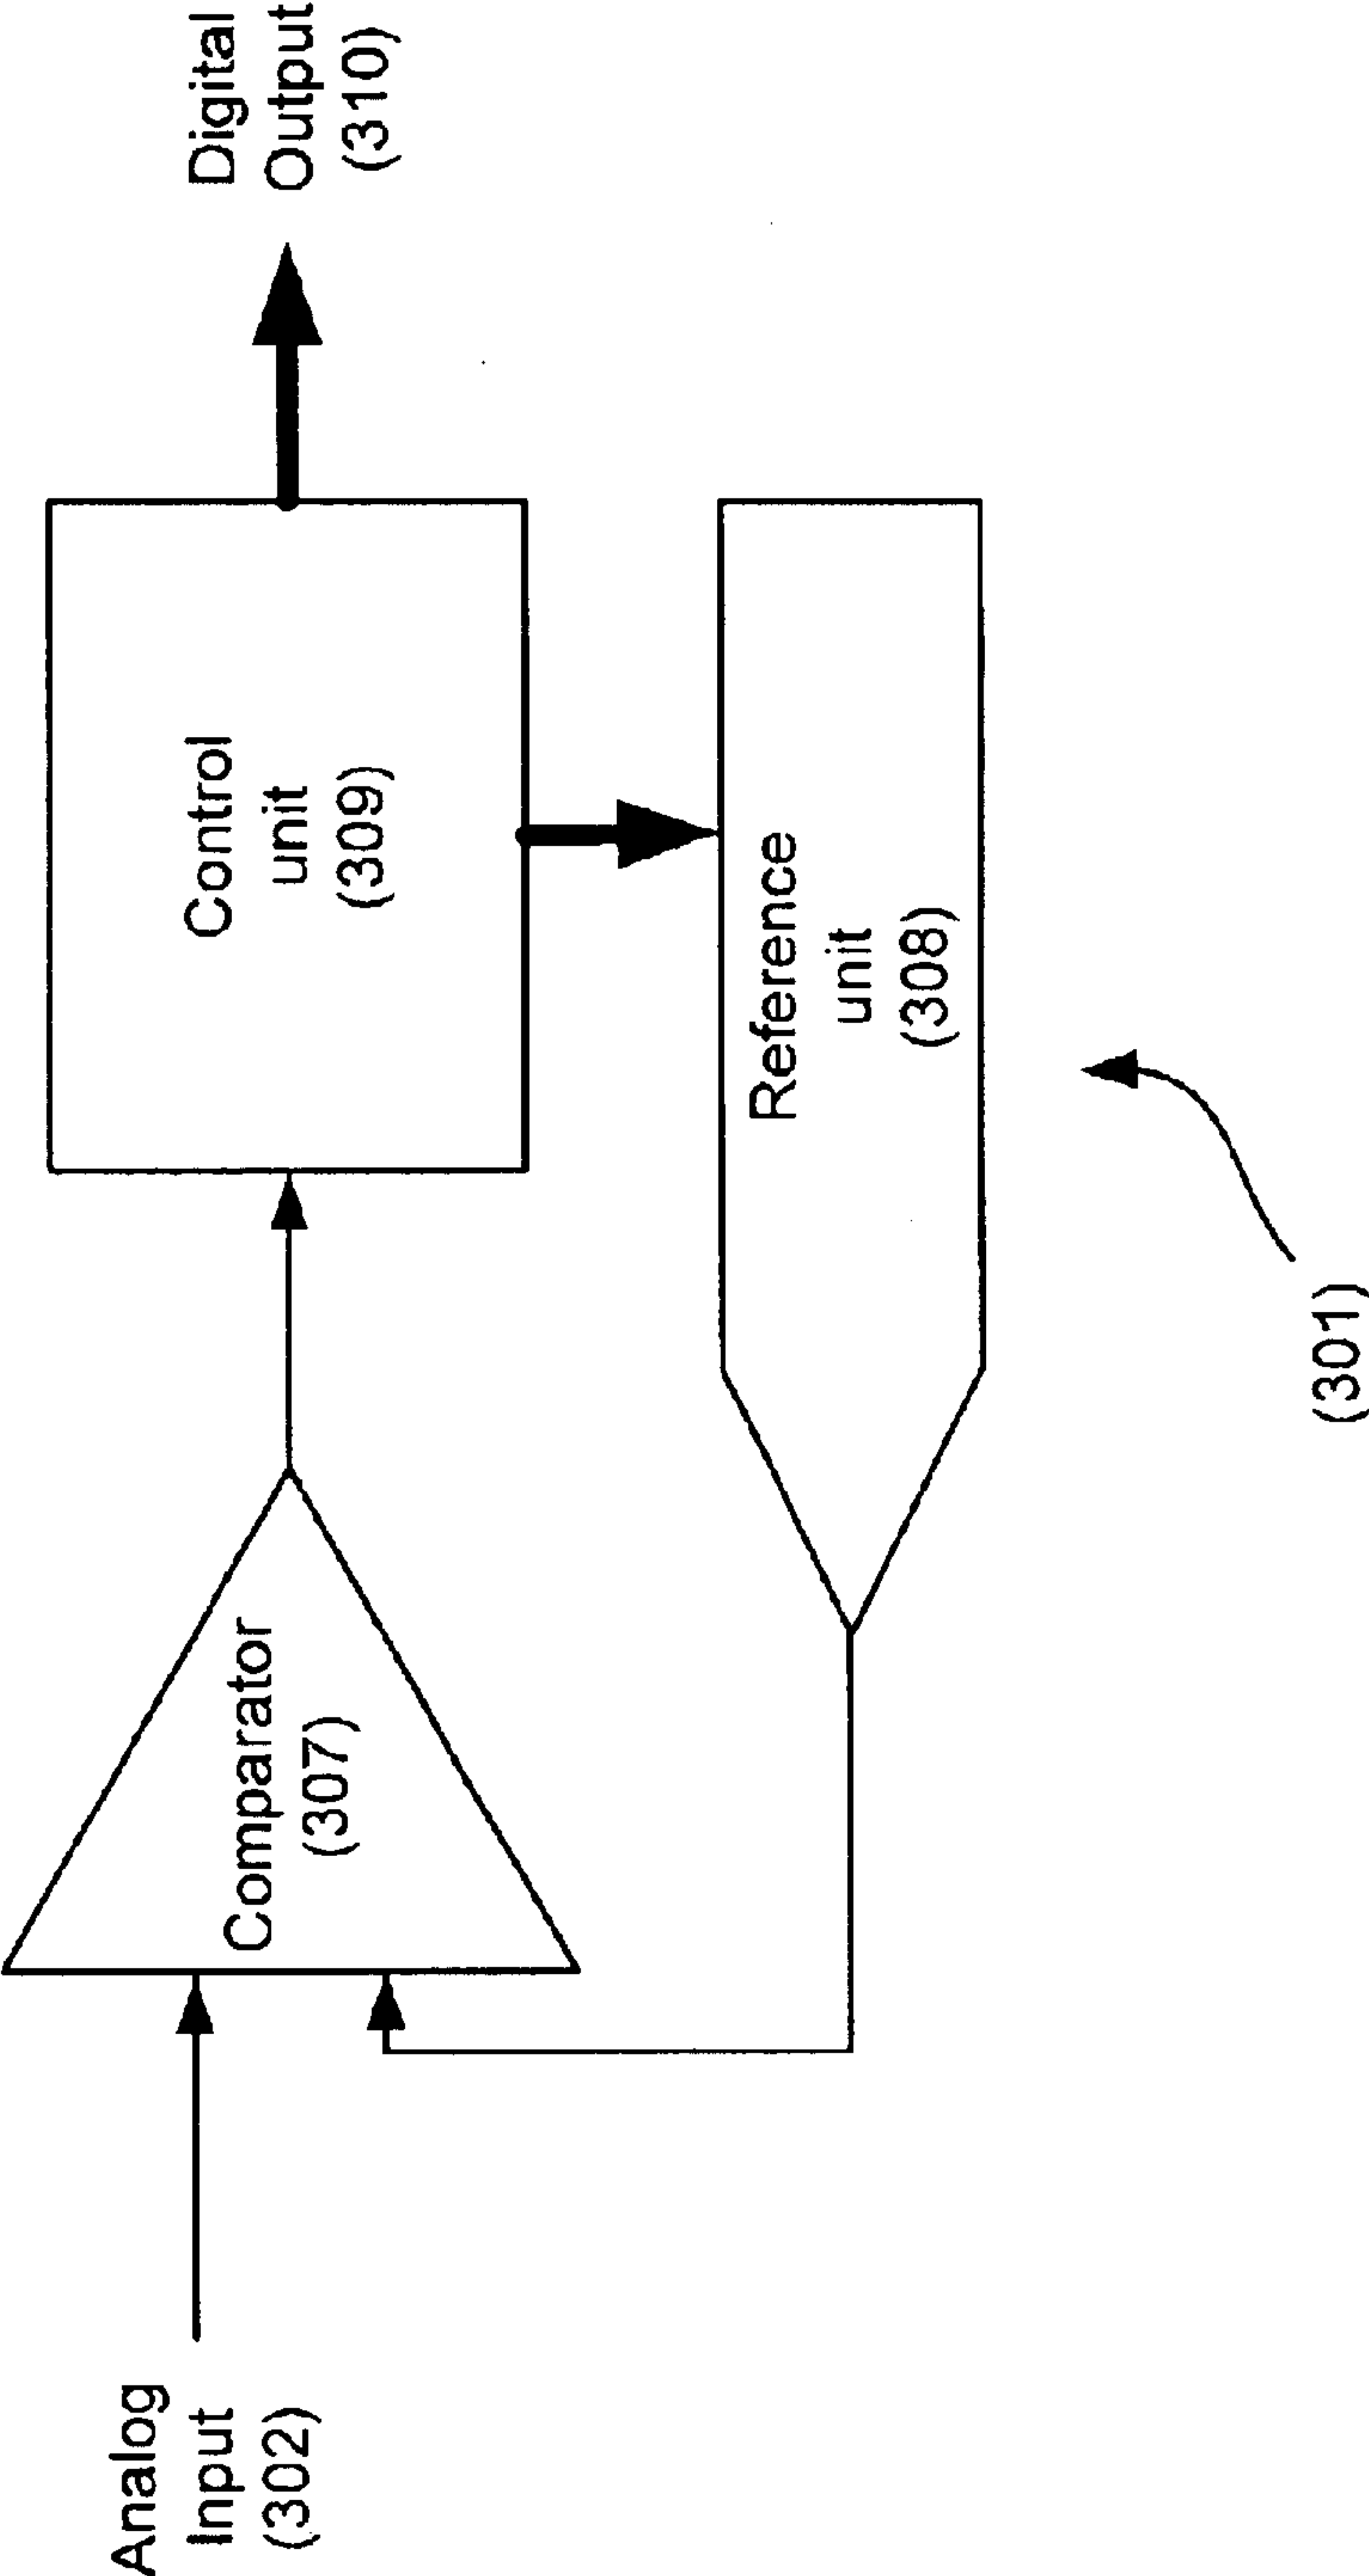 Analog
Input
(302)
Comparator
(307)
Control
unit
(309)
Digital
Output
(310)
Reference
unit
(308)
(301)